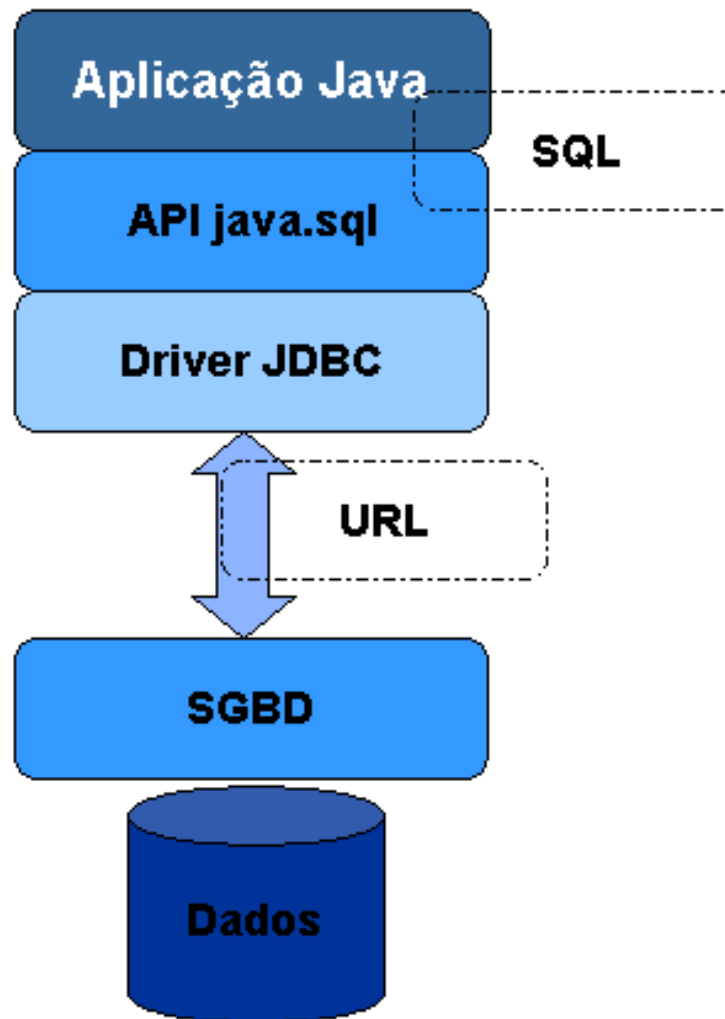 Aplicação Java
SQL
API java.sql
Driver JDBC
URL
SGBD
Dados